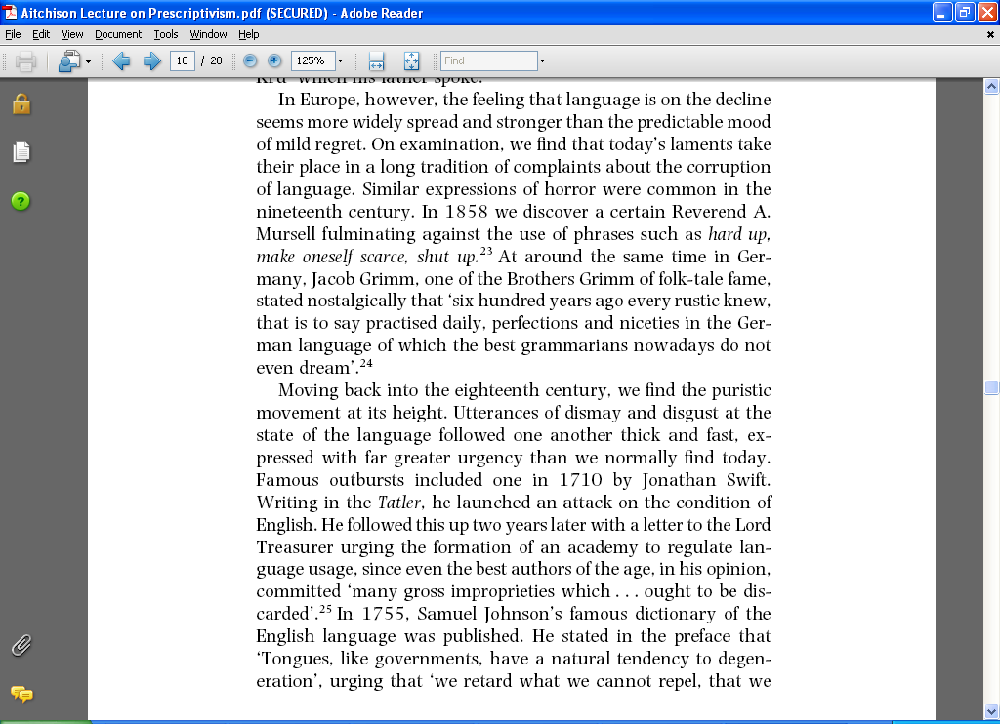 Aitchison Lecture on Prescriptivism.pdf (SECURED) - Adobe Reader
File Edit View Document Tools Window Help
10 / 20 125% Find
which his father spoke.
In Europe, however, the feeling that language is on the decline
seems more widely spread and stronger than the predictable mood
of mild regret. On examination, we find that today's laments take
their place in a long tradition of complaints about the corruption
of language. Similar expressions of horror were common in the
nineteenth century. In 1858 we discover a certain Reverend A.
Mursell fulminating against the use of phrases such as hard up,
make oneself scarce, shut up.23 At around the same time in Ger-
many, Jacob Grimm, one of the Brothers Grimm of folk-tale fame,
stated nostalgically that ‘six hundred years ago every rustic knew,
that is to say practised daily, perfections and niceties in the Ger-
man language of which the best grammarians nowadays do not
even dream’.24
Moving back into the eighteenth century, we find the puristic
movement at its height. Utterances of dismay and disgust at the
state of the language followed one another thick and fast, ex-
pressed with far greater urgency than we normally find today.
Famous outbursts included one in 1710 by Jonathan Swift.
Writing in the Tatler, he launched an attack on the condition of
English. He followed this up two years later with a letter to the Lord
Treasurer urging the formation of an academy to regulate lan-
guage usage, since even the best authors of the age, in his opinion,
committed ‘many gross improprieties which . . . ought to be dis-
carded’.25 In 1755, Samuel Johnson's famous dictionary of the
English language was published. He stated in the preface that
‘Tongues, like governments, have a natural tendency to degen-
eration’, urging that ‘we retard what we cannot repel, that we